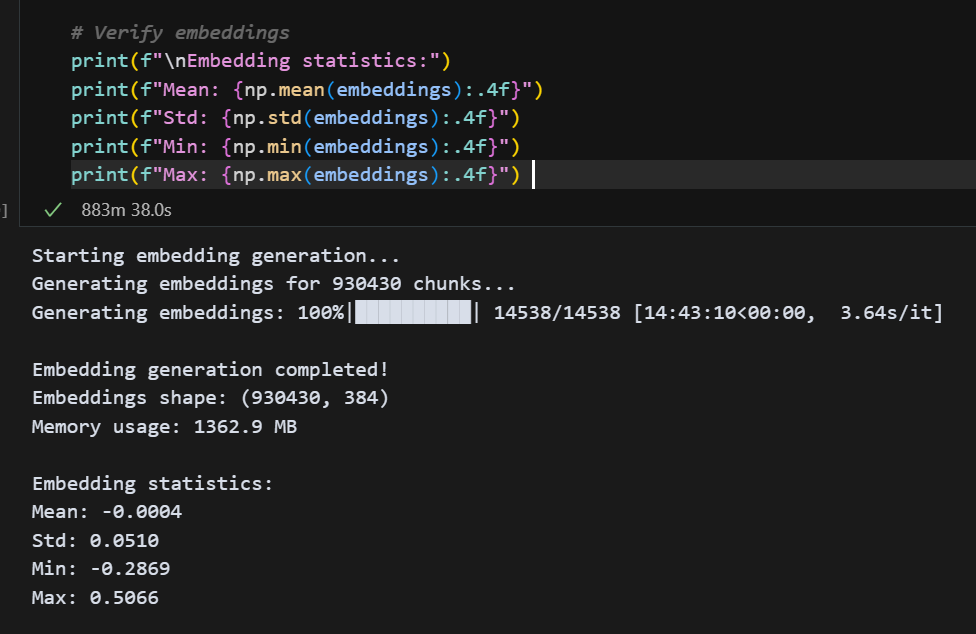 # Verify embeddings
print(f"\nEmbedding statistics:")
print(f"Mean: {np.mean(embeddings):.4f}")
print(f"Std: {np.std(embeddings):.4f}")
print(f"Min: {np.min(embeddings):.4f}")
print(f"Max: {np.max(embeddings):.4f}")
]
✓ 883m 38.0s
Starting embedding generation...
Generating embeddings for 930430 chunks...
Generating embeddings: 100%|██████████| 14538/14538 [14:43:10<00:00,  3.64s/it]
Embedding generation completed!
Embeddings shape: (930430, 384)
Memory usage: 1362.9 MB
Embedding statistics:
Mean: -0.0004
Std: 0.0510
Min: -0.2869
Max: 0.5066